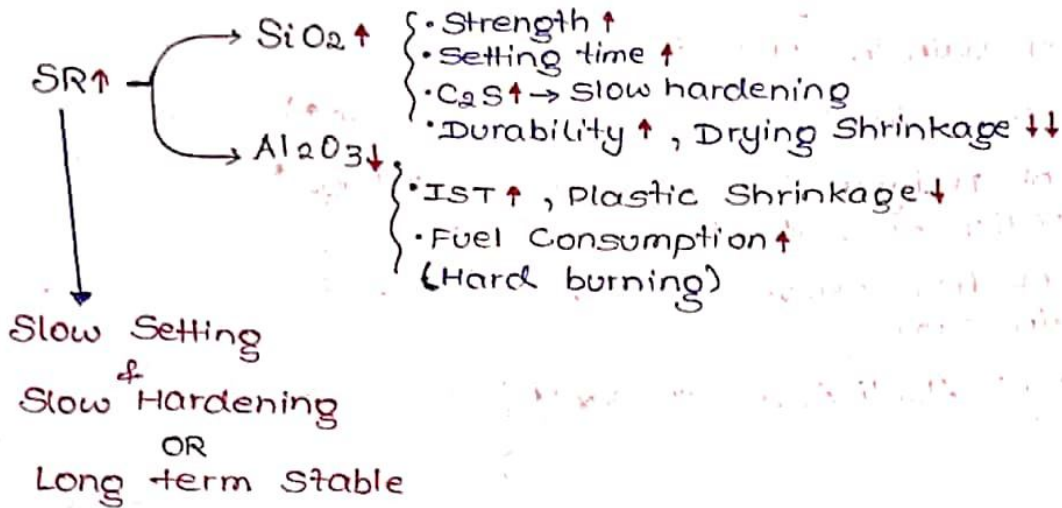 SiO2↑
· Strength ↑
· Setting time ↑
SR↑
· C2S↑ → Slow hardening
· Durability ↑ , Drying Shrinkage ↓↓
Al2O3↓
· IST ↑ , Plastic Shrinkage ↓
· Fuel Consumption ↑
(Hard burning)
Slow Setting
&
Slow Hardening
OR
Long term Stable